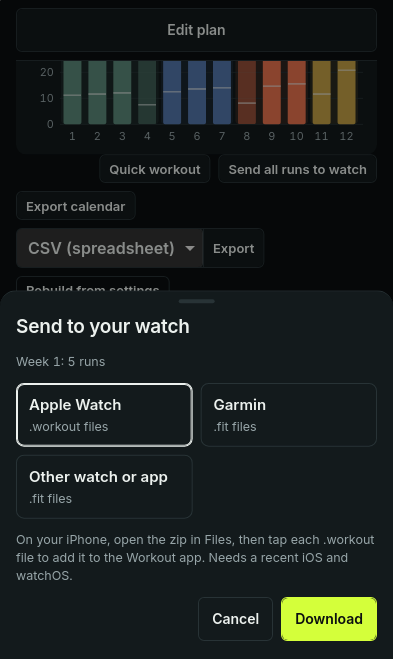 Edit plan
20
10
0
1 2 3 4 5 6 7 8 9 10 11 12
Quick workout
Send all runs to watch
Export calendar
CSV (spreadsheet)
Export
Rebuild from settings
Send to your watch
Week 1: 5 runs
Apple Watch
.workout files
Garmin
.fit files
Other watch or app
.fit files
On your iPhone, open the zip in Files, then tap each .workout
file to add it to the Workout app. Needs a recent iOS and
watchOS.
Cancel
Download